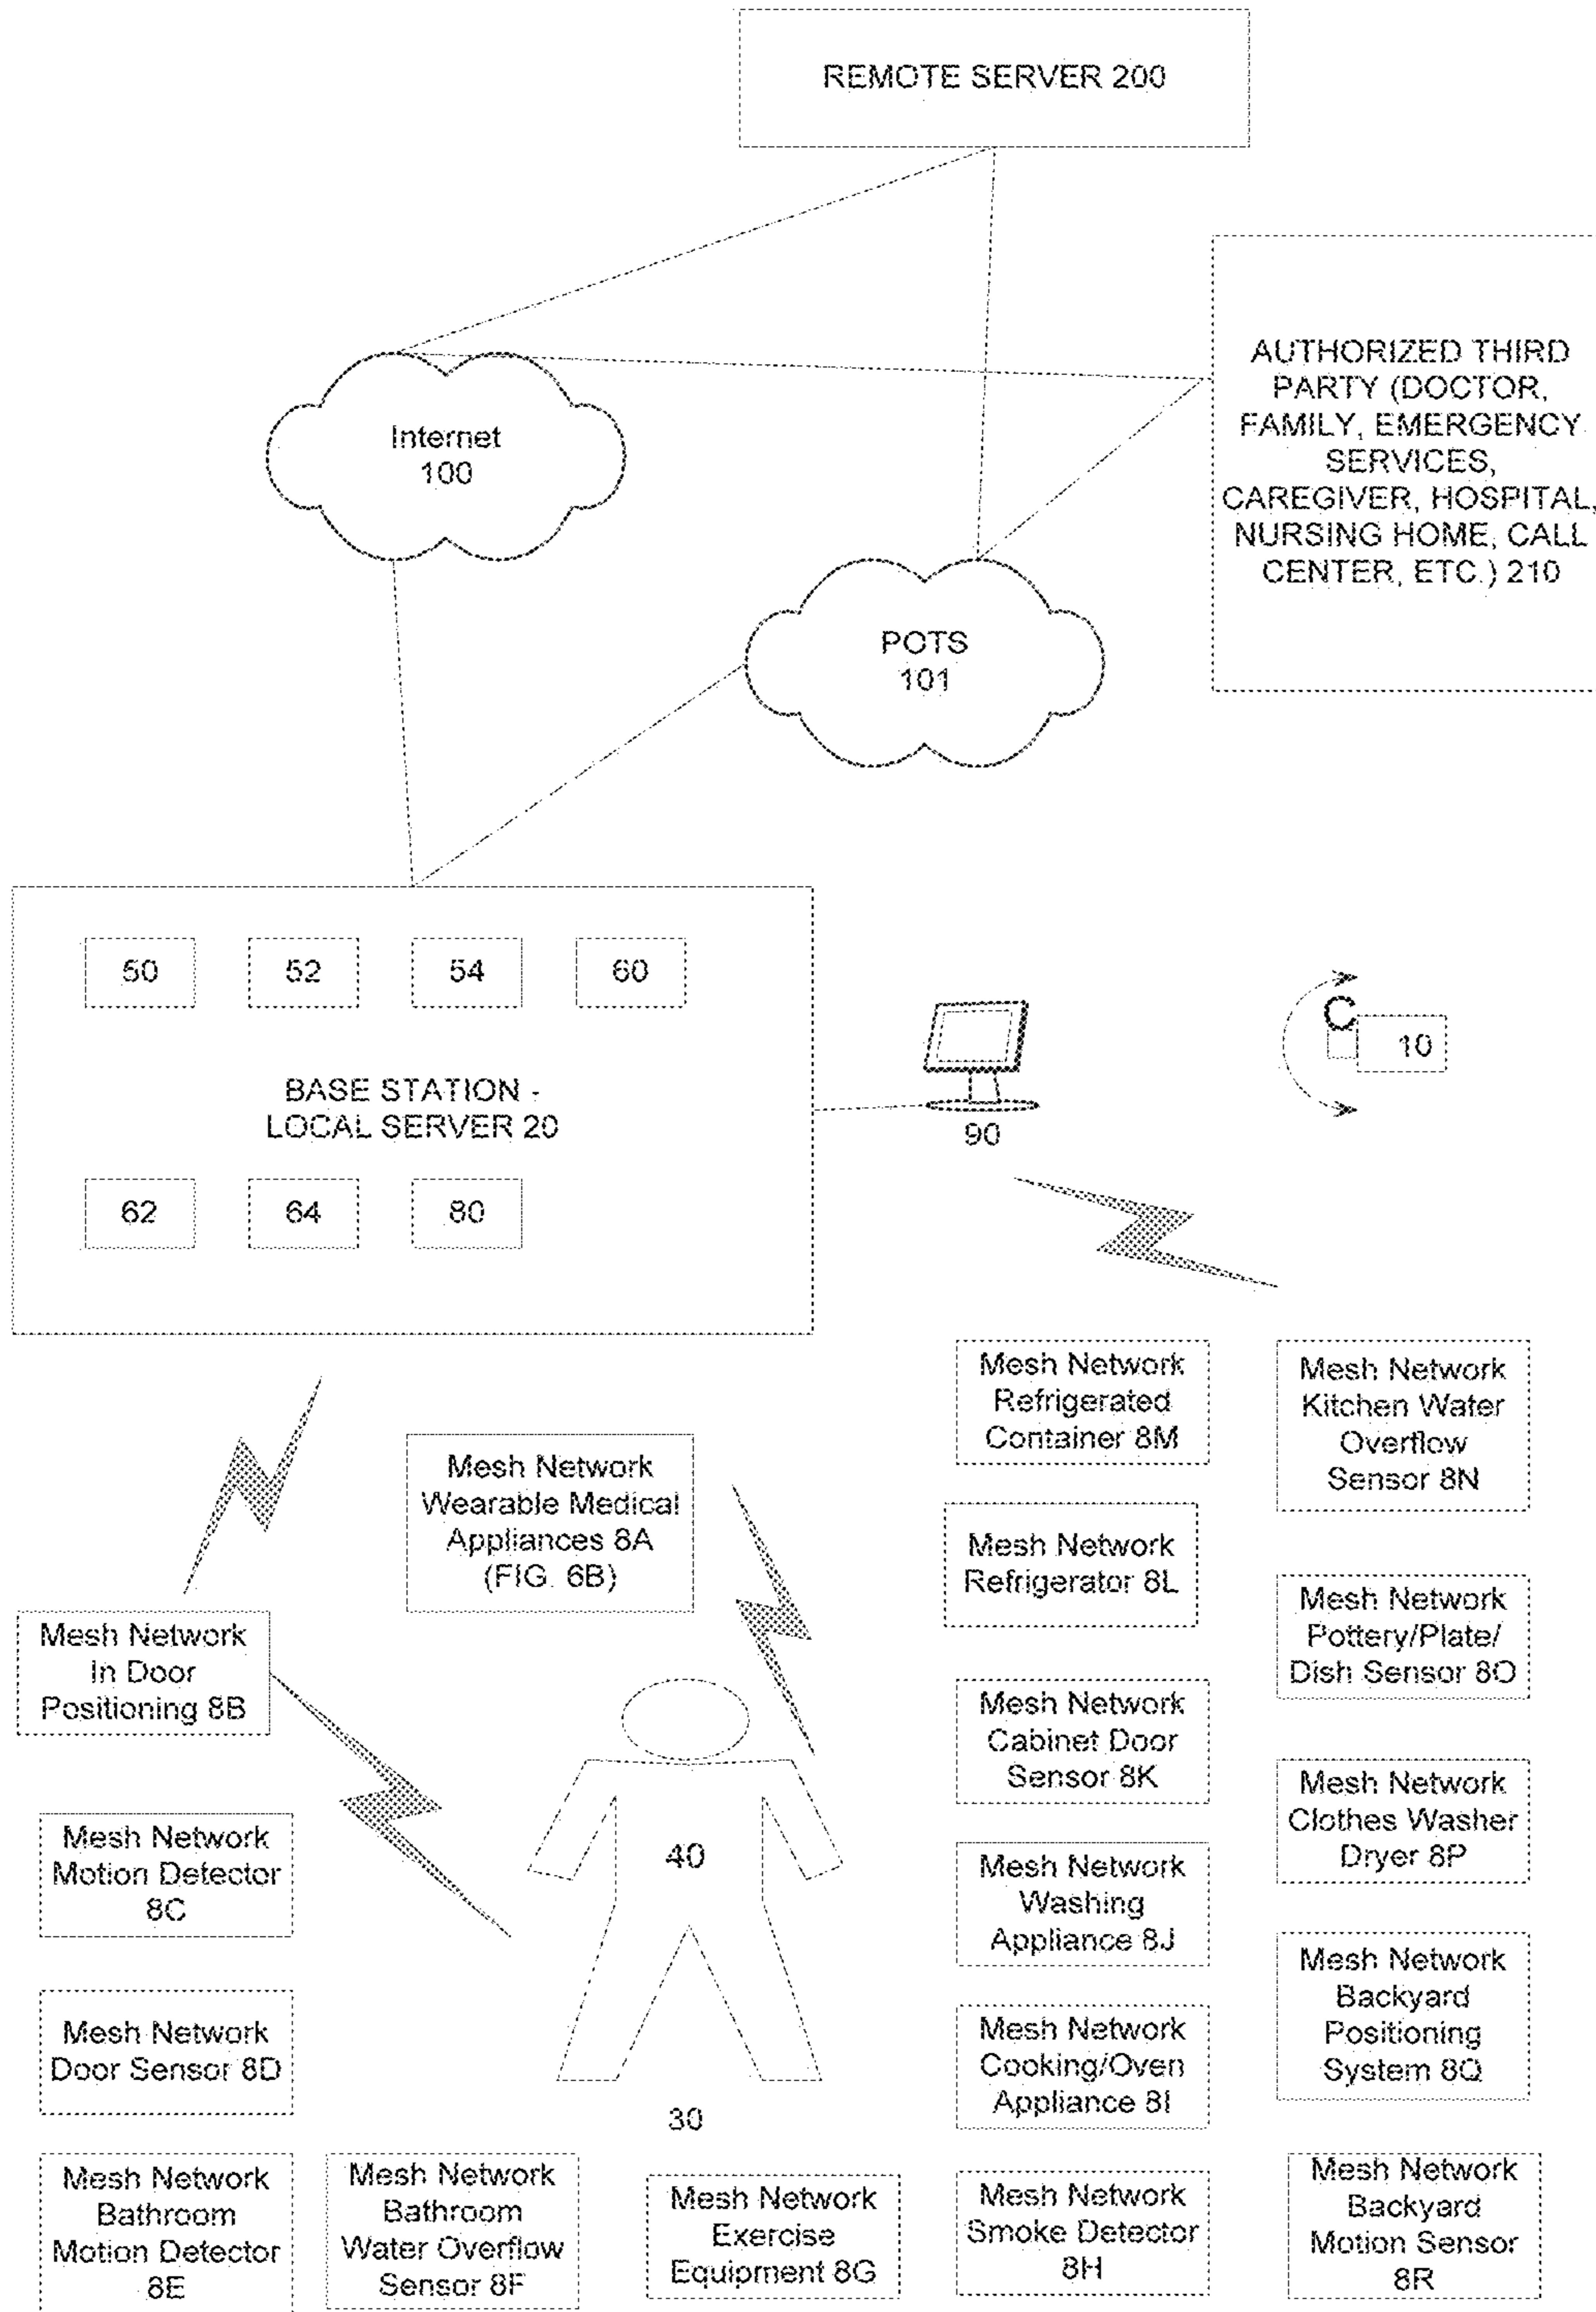 REMOTE SERVER 200
AUTHORIZED THIRD
PARTY (DOCTOR,
FAMILY, EMERGENCY
SERVICES,
CAREGIVER, HOSPITAL,
NURSING HOME, CALL
CENTER, ETC.) 210
Internet
100
POTS
101
50
52
54
60
BASE STATION -
LOCAL SERVER 20
62
64
80
90
C
10
Mesh Network
Wearable Medical
Appliances 8A
(FIG. 6B)
Mesh Network
In Door
Positioning 8B
Mesh Network
Motion Detector
8C
Mesh Network
Door Sensor 8D
Mesh Network
Bathroom
Motion Detector
8E
Mesh Network
Bathroom
Water Overflow
Sensor 8F
40
30
Mesh Network
Exercise
Equipment 8G
Mesh Network
Refrigerated
Container 8M
Mesh Network
Refrigerator 8L
Mesh Network
Cabinet Door
Sensor 8K
Mesh Network
Washing
Appliance 8J
Mesh Network
Cooking/Oven
Appliance 8I
Mesh Network
Smoke Detector
8H
Mesh Network
Kitchen Water
Overflow
Sensor 8N
Mesh Network
Pottery/Plate/
Dish Sensor 8O
Mesh Network
Clothes Washer
Dryer 8P
Mesh Network
Backyard
Positioning
System 8Q
Mesh Network
Backyard
Motion Sensor
8R